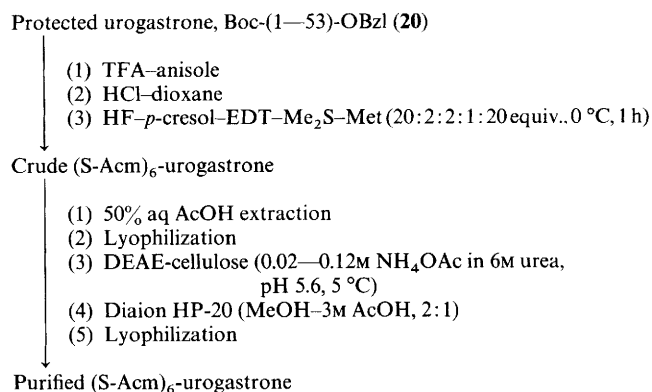 Protected urogastrone, Boc-(1—53)-OBzl (20)
(1) TFA–anisole
(2) HCl–dioxane
(3) HF–p-cresol–EDT–Me₂S–Met (20:2:2:1:20 equiv..0 °C, 1 h)
Crude (S-Acm)₆-urogastrone
(1) 50% aq AcOH extraction
(2) Lyophilization
(3) DEAE-cellulose (0.02—0.12M NH₄OAc in 6M urea,
pH 5.6, 5 °C)
(4) Diaion HP-20 (MeOH–3M AcOH, 2:1)
(5) Lyophilization
Purified (S-Acm)₆-urogastrone